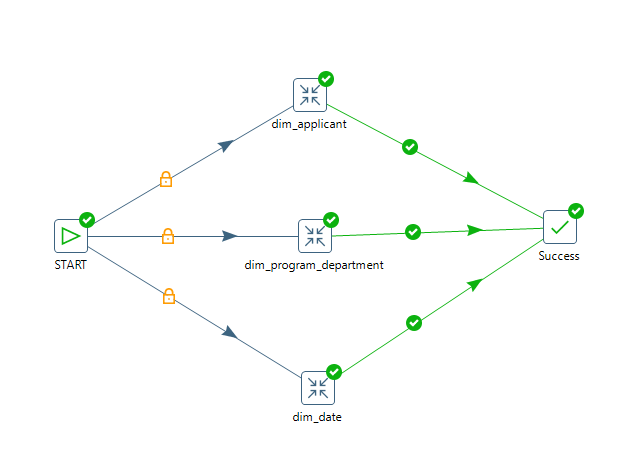 dim_applicant
START
dim_program_department
Success
dim_date